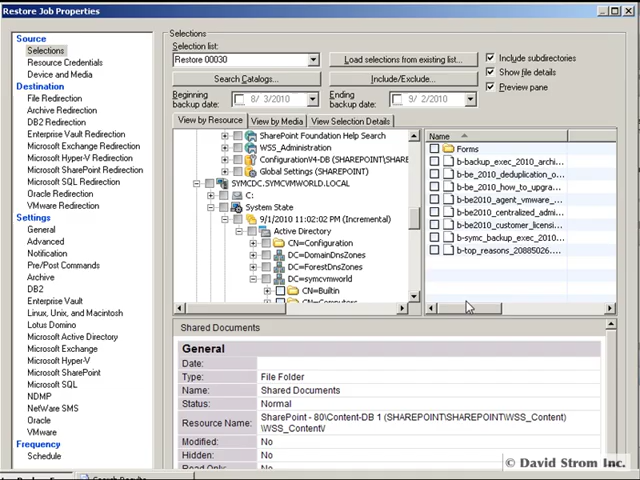 Restore Job Properties
Source
Selections
Resource Credentials
Device and Media
Destination
File Redirection
Archive Redirection
DB2 Redirection
Enterprise Vault Redirection
Microsoft Exchange Redirection
Microsoft Hyper-V Redirection
Microsoft SharePoint Redirection
Microsoft SQL Redirection
Oracle Redirection
VMware Redirection
Settings
General
Advanced
Notification
Pre/Post Commands
Archive
DB2
Enterprise Vault
Linux, Unix, and Macintosh
Lotus Domino
Microsoft Active Directory
Microsoft Exchange
Microsoft Hyper-V
Microsoft SharePoint
Microsoft SQL
NDMP
NetWare SMS
Oracle
VMware
Frequency
Schedule
Selections
Selection list:
Restore 00030
Load selections from existing list...
Search Catalogs...
Include/Exclude...
Beginning backup date:
8/ 3/2010
Ending backup date:
9/ 2/2010
Include subdirectories
Show file details
Preview pane
View by Resource
View by Media
View Selection Details
SharePoint Foundation Help Search
WSS_Administration
ConfigurationV4-DB (SHAREPOINT\SHARE
Global Settings (SHAREPOINT)
SYMCDC.SYMCVMWORLD.LOCAL
C:
System State
9/1/2010 11:02:02 PM (Incremental)
Active Directory
CN=Configuration
DC=DomainDnsZones
DC=ForestDnsZones
DC=symcvmworld
CN=Builtin
CN=Computers
Name
Forms
b-backup_exec_2010_archi...
b-be_2010_deduplication_o...
b-be_2010_how_to_upgra...
b-be2010_agent_vmware_...
b-be2010_centralized_admi...
b-be2010_customer_licensi...
b-sync_backup_exec_2010...
b-top_reasons_20885026....
Shared Documents
General
Date:
Type: File Folder
Name: Shared Documents
Status: Normal
Resource Name: SharePoint - 80\Content-DB 1 (SHAREPOINT\SHAREPOINT\WSS_Content)
\WSS_Content\/
Modified: No
Hidden: No
Read Only: No
© David Strom Inc.
Search Results